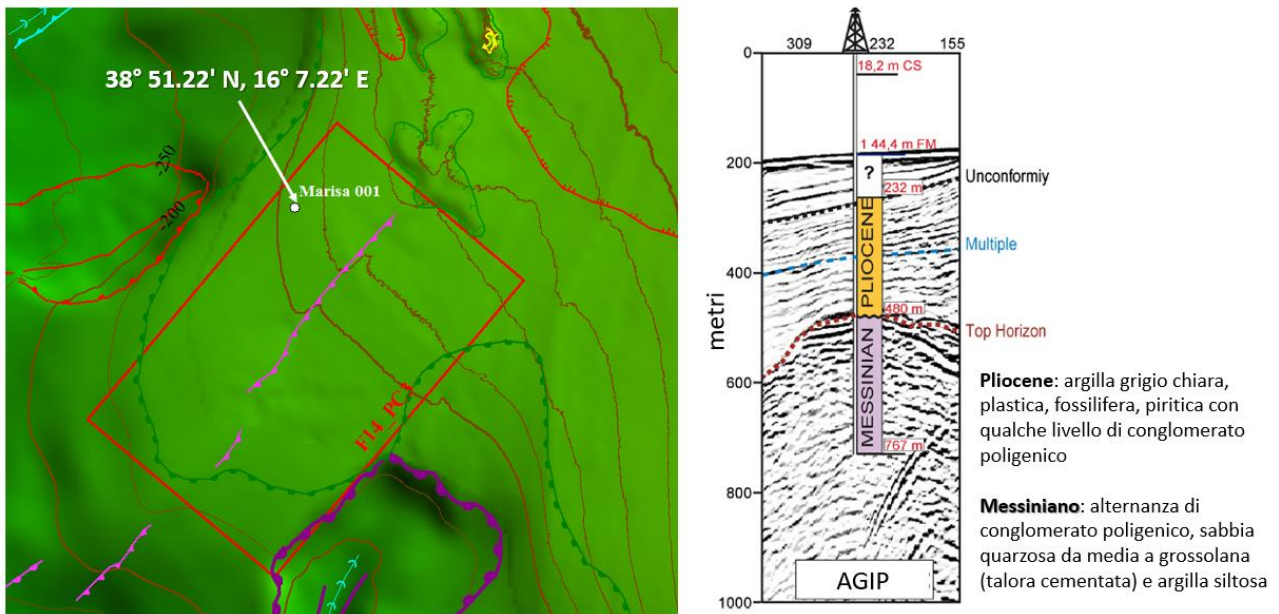 38° 51.22' N, 16° 7.22' E
-250
-200
Marisa 001
F14_PC
309
232
155
0
18,2 m CS
1 44,4 m FM
200
?
232 m
Unconformiy
PLIOCENE
Multiple
400
metri
480 m
Top Horizon
MESSINIAN
600
767 m
800
AGIP
1000
Pliocene: argilla grigio chiara,
plastica, fossilifera, piritica con
qualche livello di conglomerato
poligenico
Messiniano: alternanza di
conglomerato poligenico, sabbia
quarzosa da media a grossolana
(talora cementata) e argilla siltosa